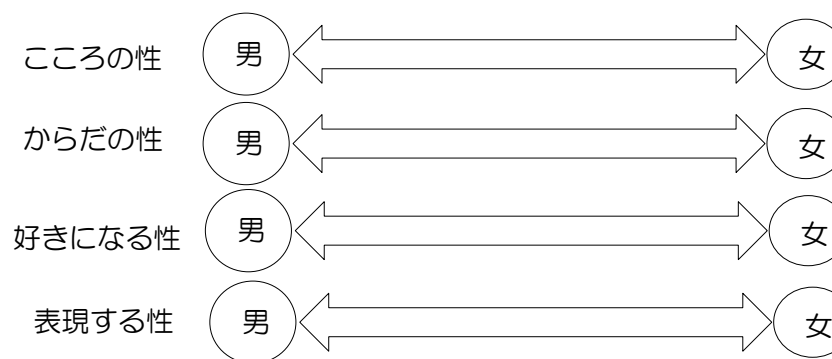 こころの性 男 女
からだの性 男 女
好きになる性 男 女
表現する性 男 女